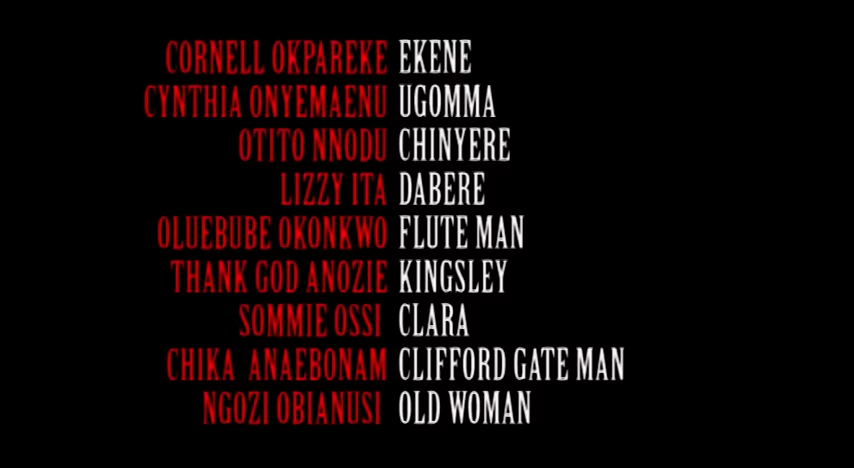 CORNELL OKPAREKE EKENE
CYNTHIA ONYEMAENU UGOMMA
OTITO NNODU CHINYERE
LIZZY ITA DABERE
OLUEBUBE OKONKWO FLUTE MAN
THANK GOD ANOZIE KINGSLEY
SOMMIE OSSI CLARA
CHIKA ANAEBONAM CLIFFORD GATE MAN
NGOZI OBIANUSI OLD WOMAN